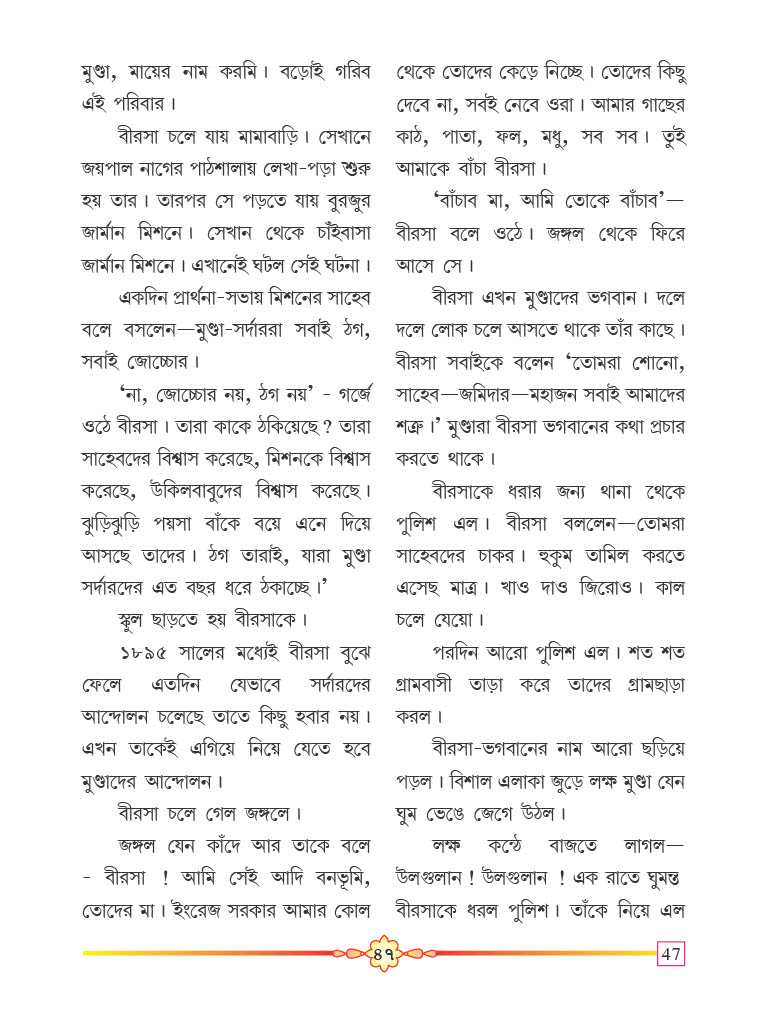 মুণ্ডা, মায়ের নাম করমি। বড়োই গরিব
এই পরিবার।
বীরসা চলে যায় মামাবাড়ি। সেখানে
জয়পাল নাগের পাঠশালায় লেখা-পড়া শুরু
হয় তার। তারপর সে পড়তে যায় বুরজুর
জার্মান মিশনে। সেখান থেকে চাঁইবাসা
জার্মান মিশনে। এখানেই ঘটল সেই ঘটনা।
একদিন প্রার্থনা-সভায় মিশনের সাহেব
বলে বসলেন—মুণ্ডা-সর্দাররা সবাই ঠগ,
সবাই জোচ্চোর।
‘না, জোচ্চোর নয়, ঠগ নয়’ - গর্জে
ওঠে বীরসা। তারা কাকে ঠকিয়েছে? তারা
সাহেবদের বিশ্বাস করেছে, মিশনকে বিশ্বাস
করেছে, উকিলবাবুদের বিশ্বাস করেছে।
ঝুড়িঝুড়ি পয়সা বাঁকে বয়ে এনে দিয়ে
আসছে তাদের। ঠগ তারাই, যারা মুণ্ডা
সর্দারদের এত বছর ধরে ঠকাচ্ছে।’
স্কুল ছাড়তে হয় বীরসাকে।
১৮৯৫ সালের মধ্যেই বীরসা বুঝে
ফেলে এতদিন যেভাবে সর্দারদের
আন্দোলন চলেছে তাতে কিছু হবার নয়।
এখন তাকেই এগিয়ে নিয়ে যেতে হবে
মুণ্ডাদের আন্দোলন।
বীরসা চলে গেল জঙ্গলে।
জঙ্গল যেন কাঁদে আর তাকে বলে
- বীরসা ! আমি সেই আদি বনভূমি,
তোদের মা। ইংরেজ সরকার আমার কোল
থেকে তোদের কেড়ে নিচ্ছে। তোদের কিছু
দেবে না, সবই নেবে ওরা। আমার গাছের
কাঠ, পাতা, ফল, মধু, সব সব। তুই
আমাকে বাঁচা বীরসা।
‘বাঁচাব মা, আমি তোকে বাঁচাব’—
বীরসা বলে ওঠে। জঙ্গল থেকে ফিরে
আসে সে।
বীরসা এখন মুণ্ডাদের ভগবান। দলে
দলে লোক চলে আসতে থাকে তাঁর কাছে।
বীরসা সবাইকে বলেন ‘তোমরা শোনো,
সাহেব—জমিদার—মহাজন সবাই আমাদের
শত্রু।’ মুণ্ডারা বীরসা ভগবানের কথা প্রচার
করতে থাকে।
বীরসাকে ধরার জন্য থানা থেকে
পুলিশ এল। বীরসা বললেন—তোমরা
সাহেবদের চাকর। হুকুম তামিল করতে
এসেছ মাত্র। খাও দাও জিরোও। কাল
চলে যেয়ো।
পরদিন আরো পুলিশ এল। শত শত
গ্রামবাসী তাড়া করে তাদের গ্রামছাড়া
করল।
বীরসা-ভগবানের নাম আরো ছড়িয়ে
পড়ল। বিশাল এলাকা জুড়ে লক্ষ মুণ্ডা যেন
ঘুম ভেঙে জেগে উঠল।
লক্ষ কন্ঠে বাজতে লাগল—
উলগুলান ! উলগুলান ! এক রাতে ঘুমন্ত
বীরসাকে ধরল পুলিশ। তাঁকে নিয়ে এল
৪৭
47